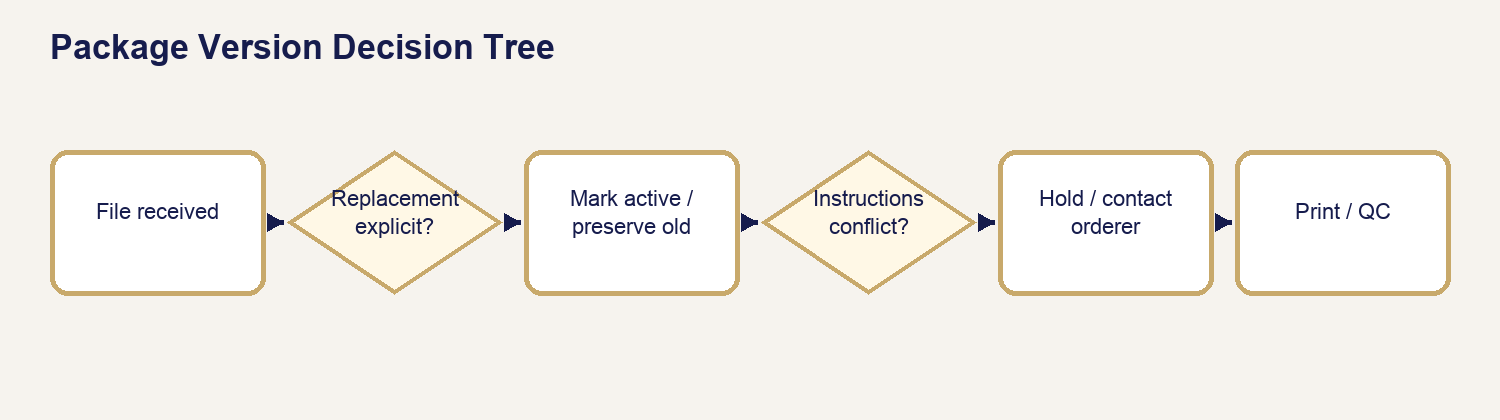 Package Version Decision Tree
File received
Replacement
explicit?
Mark active /
preserve old
Instructions
conflict?
Hold / contact
orderer
Print / QC